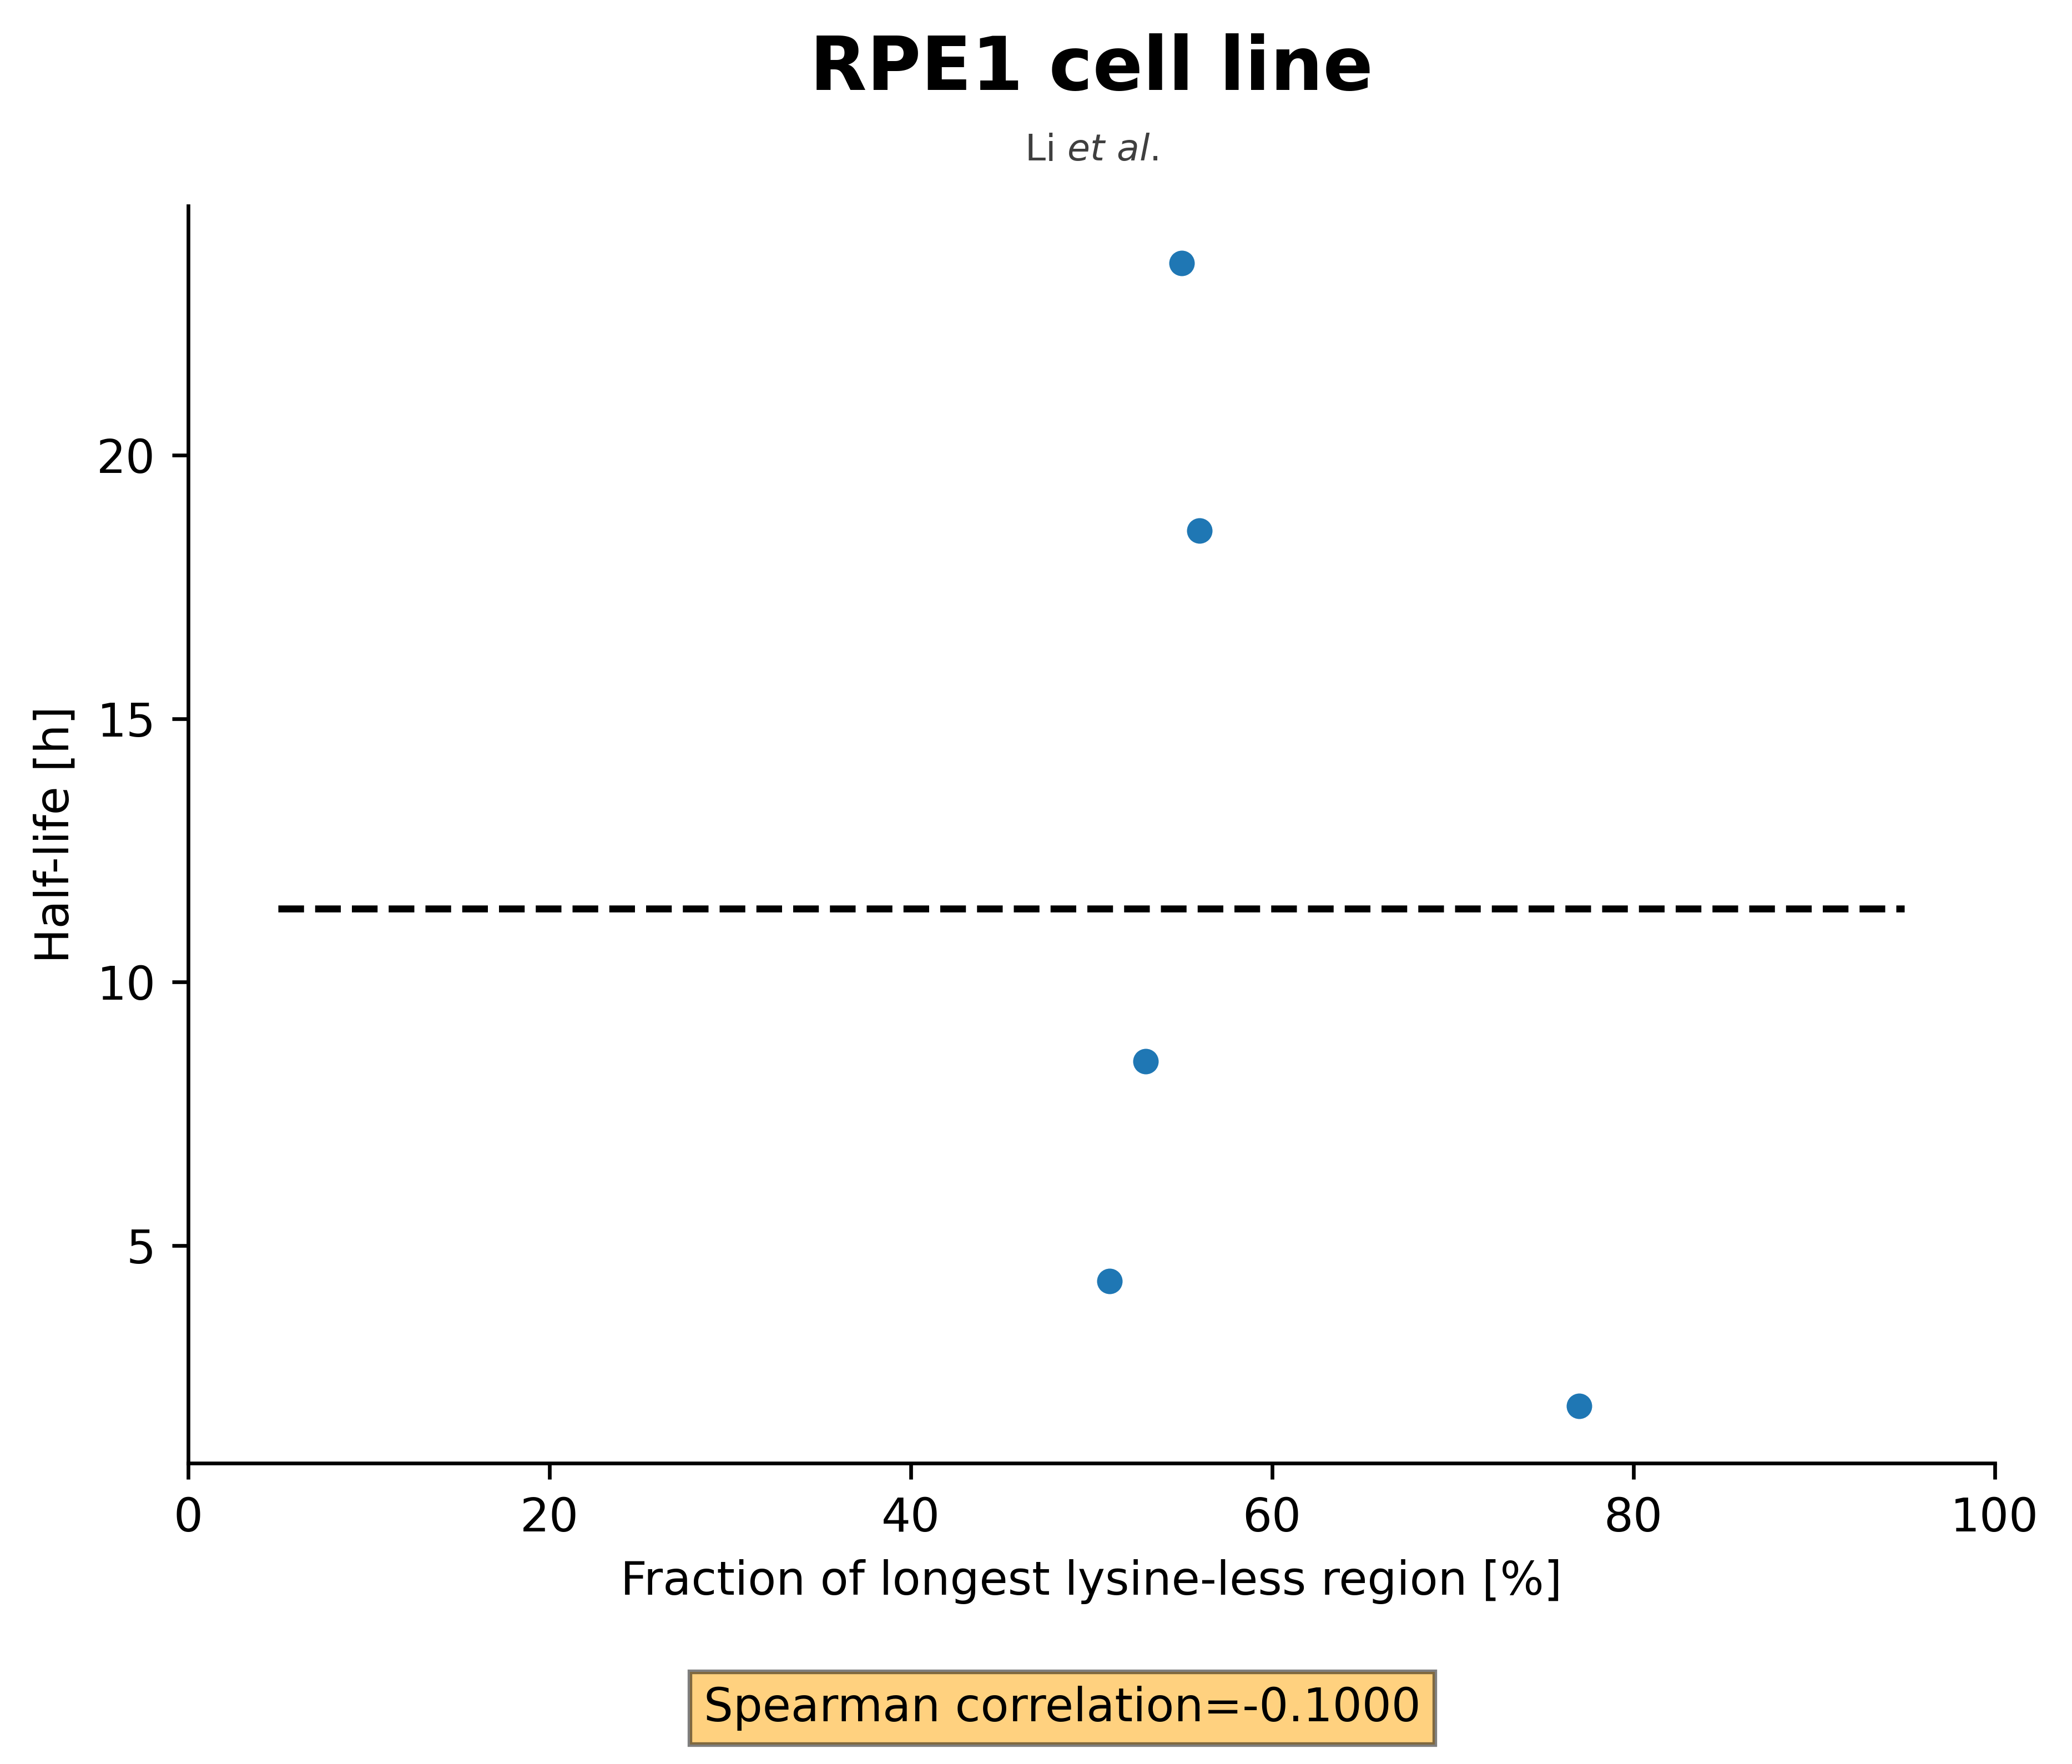 RPE1 cell line
Li et al.
20
15
10
5
Half-life [h]
0 20 40 60 80 100
Fraction of longest lysine-less region [%]
Spearman correlation=-0.1000